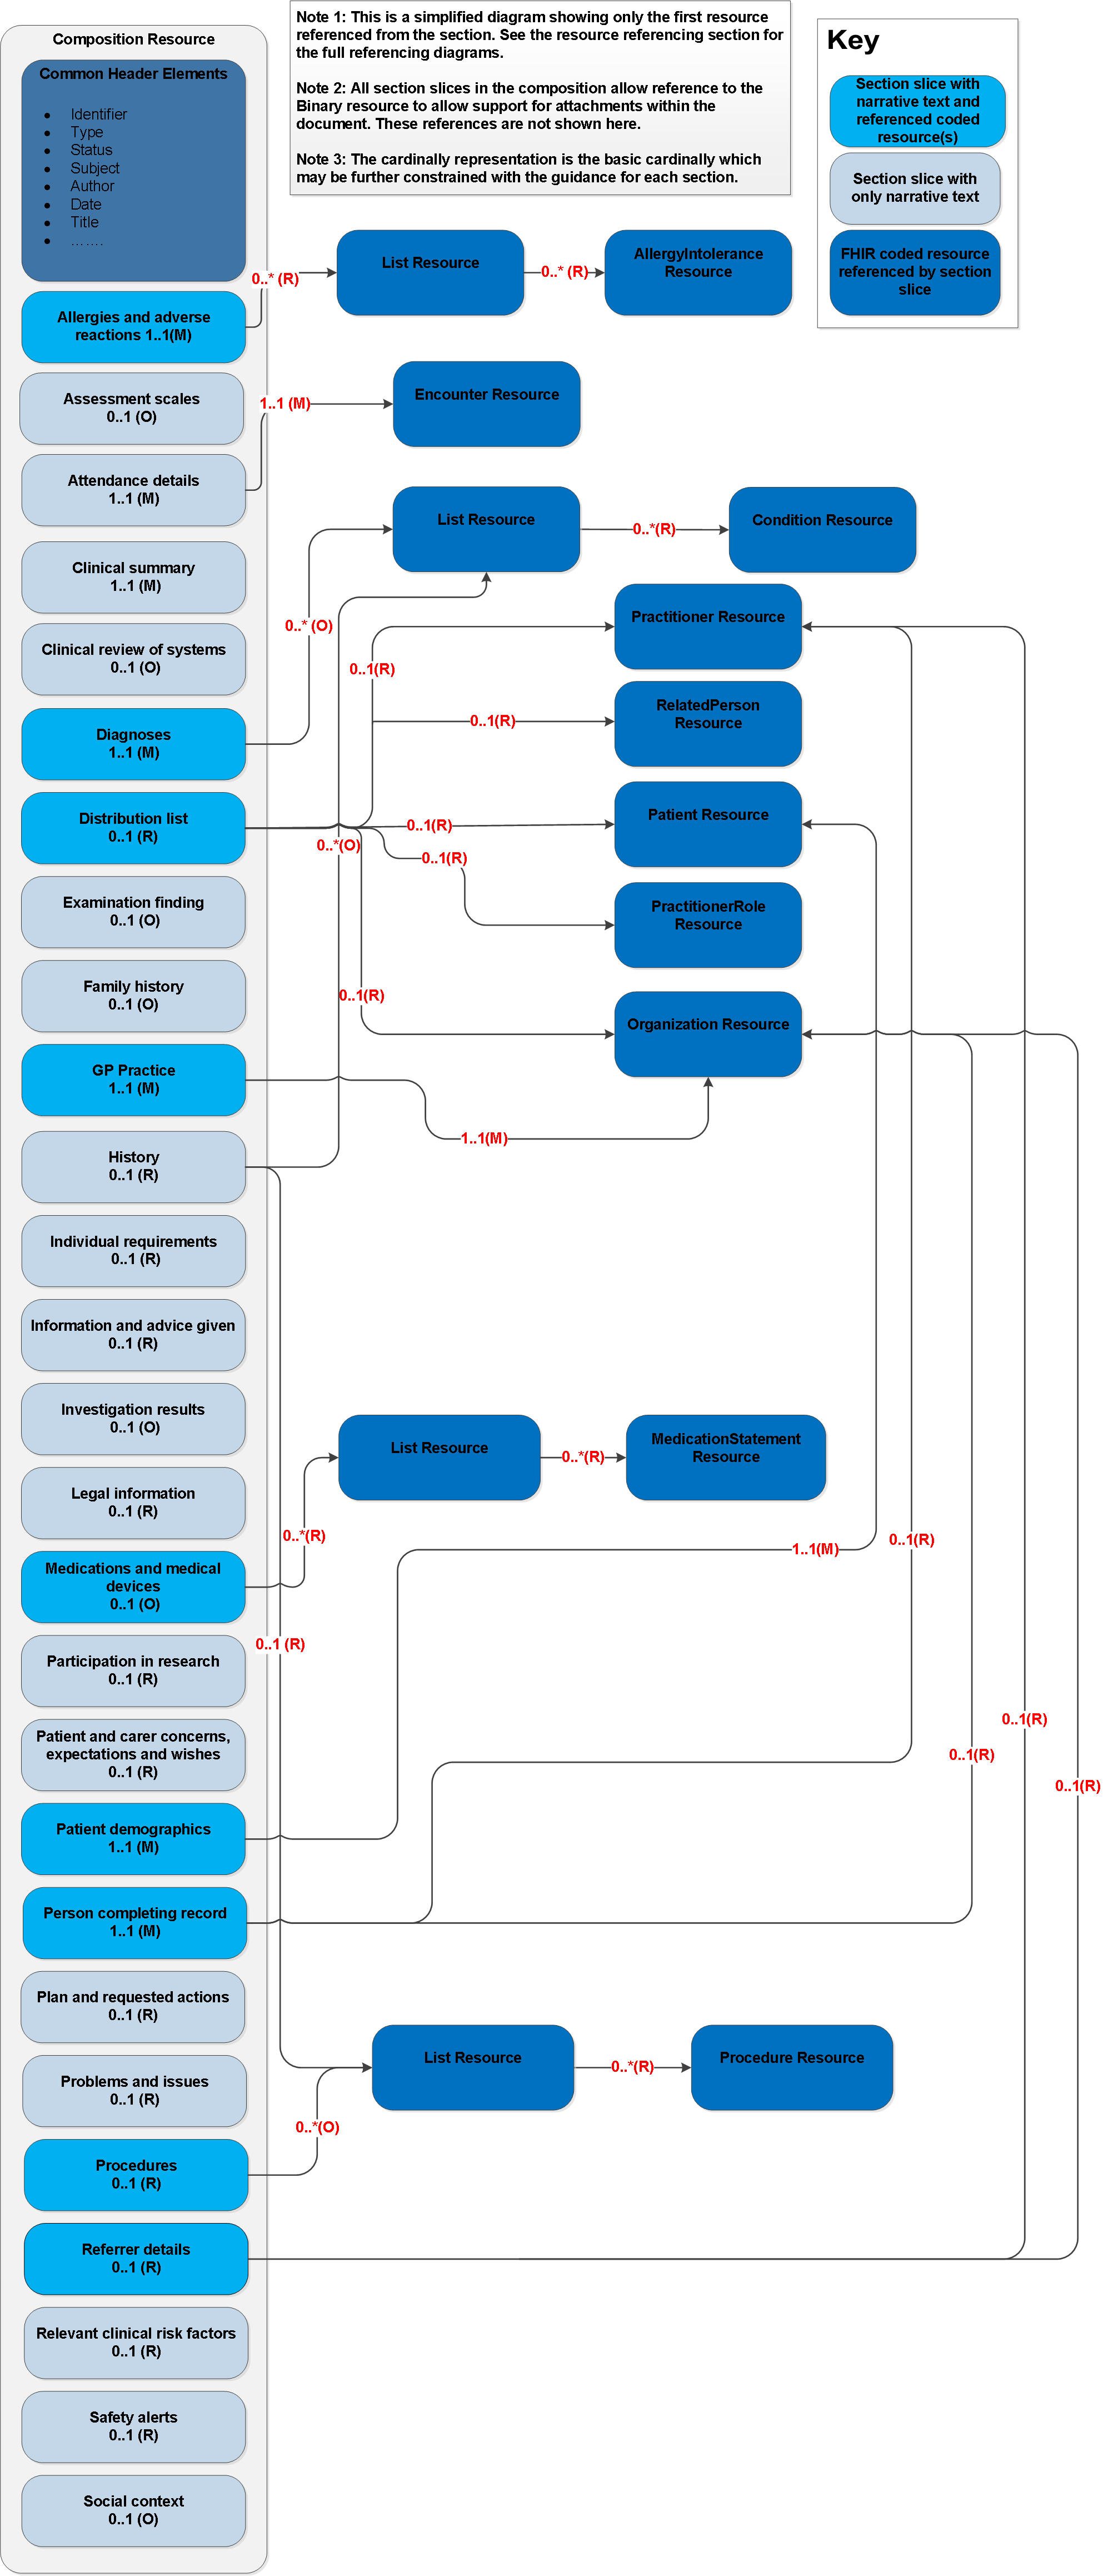 Note 1: This is a simplified diagram showing only the first resource
referenced from the section. See the resource referencing section for
the full referencing diagrams.
Note 2: All section slices in the composition allow reference to the
Binary resource to allow support for attachments within the
document. These references are not shown here.
Note 3: The cardinally representation is the basic cardinally which
may be further constrained with the guidance for each section.
Key
Section slice with
narrative text and
referenced coded
resource(s)
Section slice with
only narrative text
FHIR coded resource
referenced by section
slice
Composition Resource
Common Header Elements
● Identifier
● Type
● Status
● Subject
● Author
● Date
● Title
● …….
Allergies and adverse
reactions 1..1(M)
0..* (R)
List Resource
0..* (R)
AllergyIntolerance
Resource
Assessment scales
0..1 (O)
Attendance details
1..1 (M)
1..1 (M)
Encounter Resource
Clinical summary
1..1 (M)
Clinical review of systems
0..1 (O)
Diagnoses
1..1 (M)
0..* (O)
List Resource
0..*(R)
Condition Resource
Distribution list
0..1 (R)
0..1(R)
Practitioner Resource
0..1(R)
RelatedPerson
Resource
0..1(R)
Patient Resource
0..*(O)
0..1(R)
PractitionerRole
Resource
0..1(R)
Organization Resource
Examination finding
0..1 (O)
Family history
0..1 (O)
GP Practice
1..1 (M)
1..1(M)
History
0..1 (R)
Individual requirements
0..1 (R)
Information and advice given
0..1 (R)
Investigation results
0..1 (O)
Legal information
0..1 (R)
List Resource
0..*(R)
MedicationStatement
Resource
0..*(R)
Medications and medical
devices
0..1 (O)
1..1(M)
0..1(R)
0..1 (R)
Participation in research
0..1 (R)
Patient and carer concerns,
expectations and wishes
0..1 (R)
0..1(R)
0..1(R)
0..1(R)
Patient demographics
1..1 (M)
Person completing record
1..1 (M)
Plan and requested actions
0..1 (R)
Problems and issues
0..1 (R)
List Resource
0..*(R)
Procedure Resource
0..*(O)
Procedures
0..1 (R)
Referrer details
0..1 (R)
Relevant clinical risk factors
0..1 (R)
Safety alerts
0..1 (R)
Social context
0..1 (O)